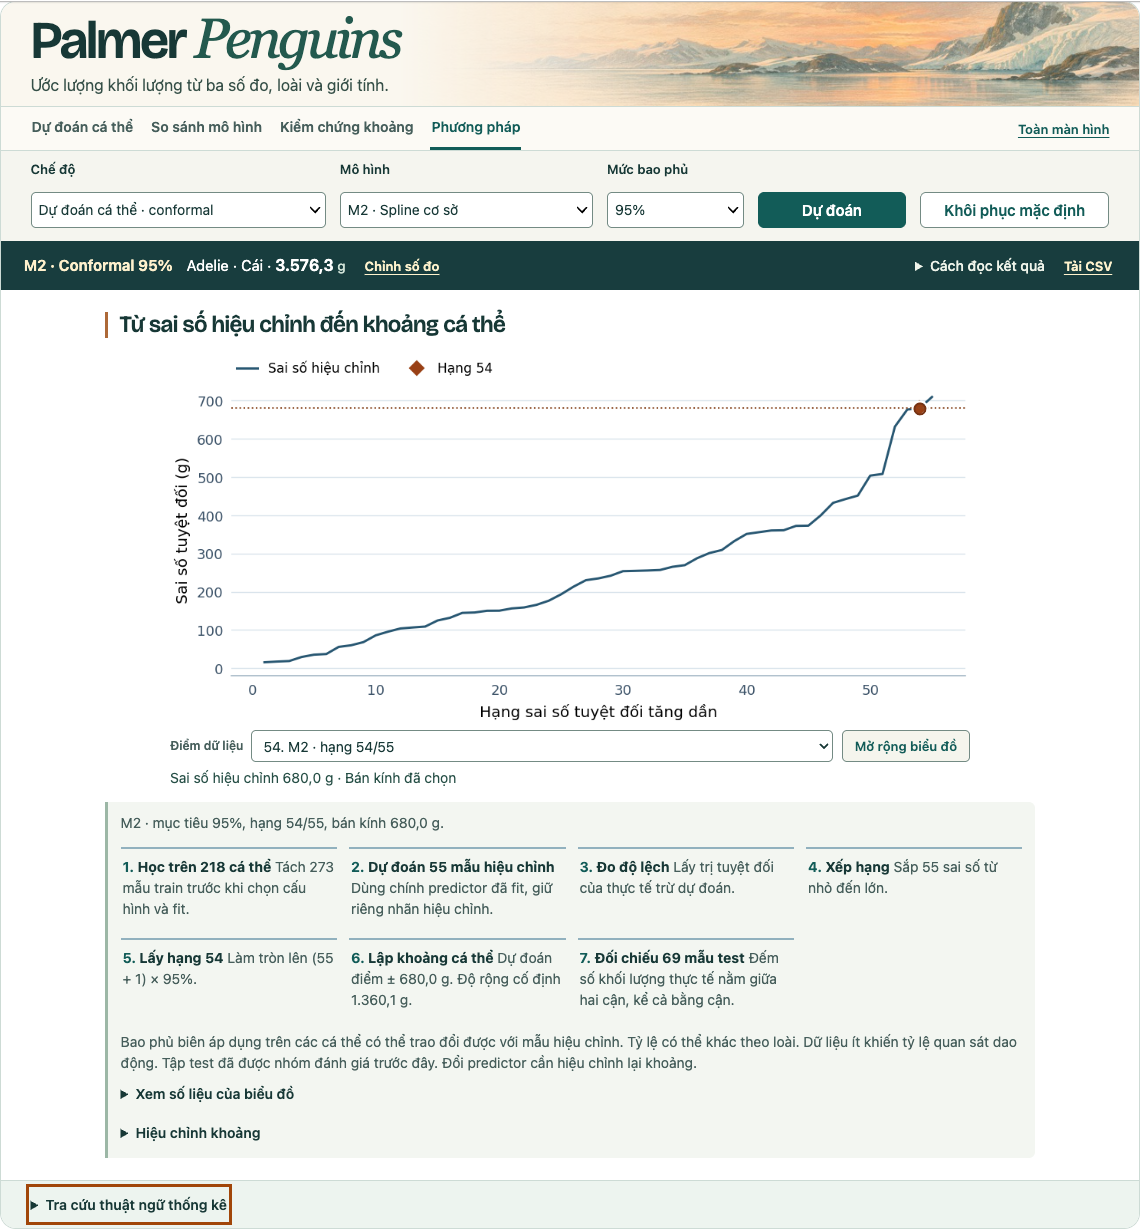 Palmer Penguins
Ước lượng khối lượng từ ba số đo, loài và giới tính.
Dự đoán cá thể So sánh mô hình Kiểm chứng khoảng Phương pháp Toàn màn hình
Chế độ Mô hình Mức bao phủ
Dự đoán cá thể · conformal M2 · Spline cơ sở 95% Dự đoán Khôi phục mặc định
M2 · Conformal 95% Adelie · Cái · 3.576,3 g Chỉnh số đo Cách đọc kết quả Tải CSV
Từ sai số hiệu chỉnh đến khoảng cá thể
Sai số hiệu chỉnh Hạng 54
700
600
500
400
300
200
100
0
Sai số tuyệt đối (g)
0 10 20 30 40 50
Hạng sai số tuyệt đối tăng dần
Điểm dữ liệu 54. M2 · hạng 54/55 Mở rộng biểu đồ
Sai số hiệu chỉnh 680,0 g · Bán kính đã chọn
M2 · mục tiêu 95%, hạng 54/55, bán kính 680,0 g.
1. Học trên 218 cá thể Tách 273
mẫu train trước khi chọn cấu
hình và fit.
2. Dự đoán 55 mẫu hiệu chỉnh
Dùng chính predictor đã fit, giữ
riêng nhãn hiệu chỉnh.
3. Đo độ lệch Lấy trị tuyệt đối
của thực tế trừ dự đoán.
4. Xếp hạng Sắp 55 sai số từ
nhỏ đến lớn.
5. Lấy hạng 54 Làm tròn lên (55
+ 1) × 95%.
6. Lập khoảng cá thể Dự đoán
điểm ± 680,0 g. Độ rộng cố định
1.360,1 g.
7. Đối chiếu 69 mẫu test Đếm
số khối lượng thực tế nằm giữa
hai cận, kể cả bằng cận.
Bao phủ biên áp dụng trên các cá thể có thể trao đổi được với mẫu hiệu chỉnh. Tỷ lệ có thể khác theo loài. Dữ liệu ít khiến tỷ lệ quan sát dao
động. Tập test đã được nhóm đánh giá trước đây. Đổi predictor cần hiệu chỉnh lại khoảng.
Xem số liệu của biểu đồ
Hiệu chỉnh khoảng
Tra cứu thuật ngữ thống kê